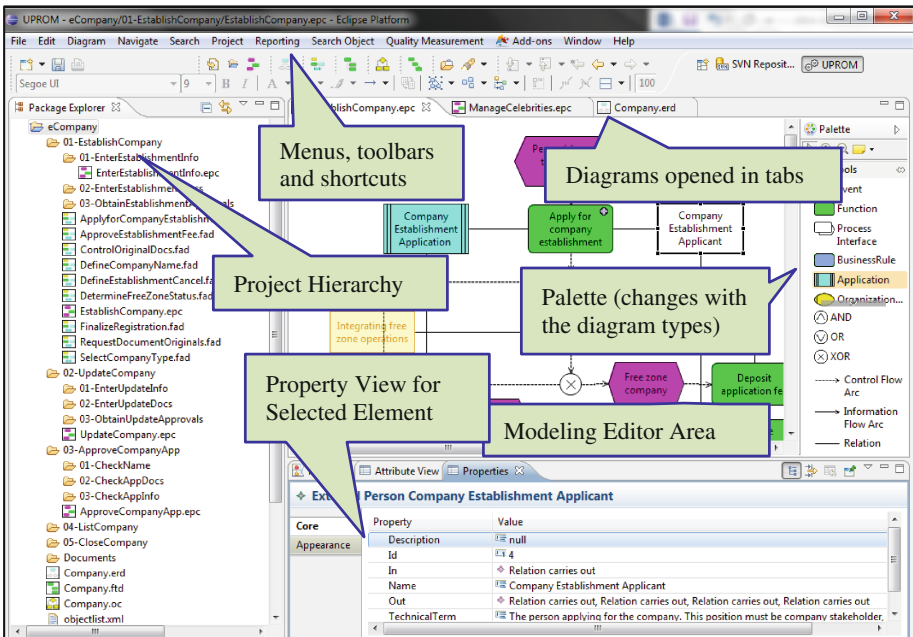 UPROM - eCompany/01-EstablishCompany/EstablishCompany.epc - Eclipse Platform
File Edit Diagram Navigate Search Project Reporting Search Object Quality Measurement Add-ons Window Help
SVN Reposit... UPROM
Segoe UI 9 B I A 100
Package Explorer
EstablishCompany.epc ManageCelebrities.epc Company.erd
Palette
eCompany
01-EstablishCompany
01-EnterEstablishmentInfo
EnterEstablishmentInfo.epc
02-EnterEstablishmentDocs
03-ObtainEstablishmentApprovals
ApplyforCompanyEstablishm
ApproveEstablishmentFee.fad
ControlOriginalDocs.fad
DefineCompanyName.fad
DefineEstablishmentCancel.fad
DetermineFreeZoneStatus.fad
EstablishCompany.epc
FinalizeRegistration.fad
RequestDocumentOriginals.fad
SelectCompanyType.fad
02-UpdateCompany
01-EnterUpdateInfo
02-EnterUpdateDocs
03-ObtainUpdateApprovals
UpdateCompany.epc
03-ApproveCompanyApp
01-CheckName
02-CheckAppDocs
03-CheckAppInfo
ApproveCompanyApp.epc
04-ListCompany
05-CloseCompany
Documents
Company.erd
Company.ftd
Company.oc
objectlist.xml
Menus, toolbars
and shortcuts
Diagrams opened in tabs
Project Hierarchy
Palette (changes with
the diagram types)
Property View for
Selected Element
Modeling Editor Area
Company
Establishment
Application
Apply for
company
establishment
Company
Establishment
Applicant
Integrating free
zone operations
Free zone
company
Deposit
application fe
Function
Process
Interface
BusinessRule
Application
Organization...
AND
OR
XOR
Control Flow
Arc
Information
Flow Arc
Relation
Attribute View Properties
Person Company Establishment Applicant
Core
Appearance
Property Value
Description null
Id 4
In Relation carries out
Name Company Establishment Applicant
Out Relation carries out, Relation carries out, Relation carries out, Relation carries out
TechnicalTerm The person applying for the company. This position must be company stakeholder,